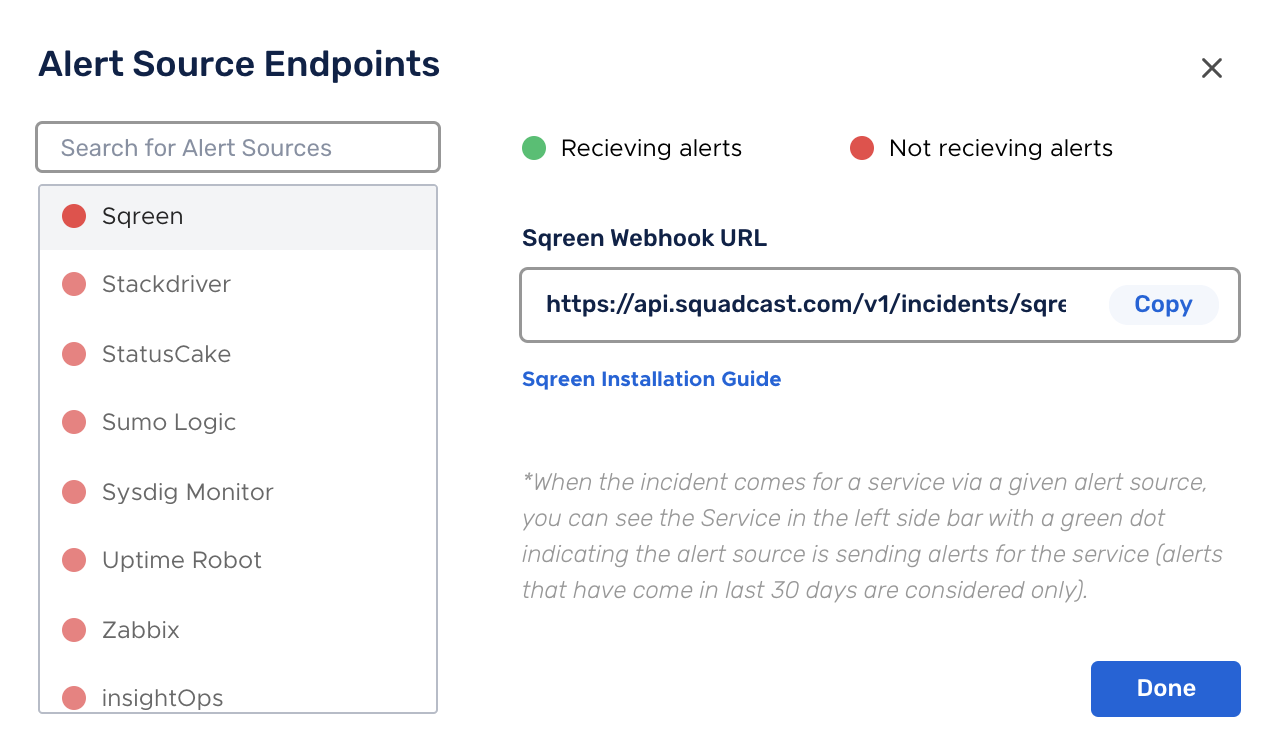 Alert Source Endpoints
Search for Alert Sources
Sqreen
Stackdriver
StatusCake
Sumo Logic
Sysdig Monitor
Uptime Robot
Zabbix
insightOps
Recieving alerts
Not recieving alerts
Sqreen Webhook URL
https://api.squadcast.com/v1/incidents/sqre
Copy
Sqreen Installation Guide
*When the incident comes for a service via a given alert source,
you can see the Service in the left side bar with a green dot
indicating the alert source is sending alerts for the service (alerts
that have come in last 30 days are considered only).
Done